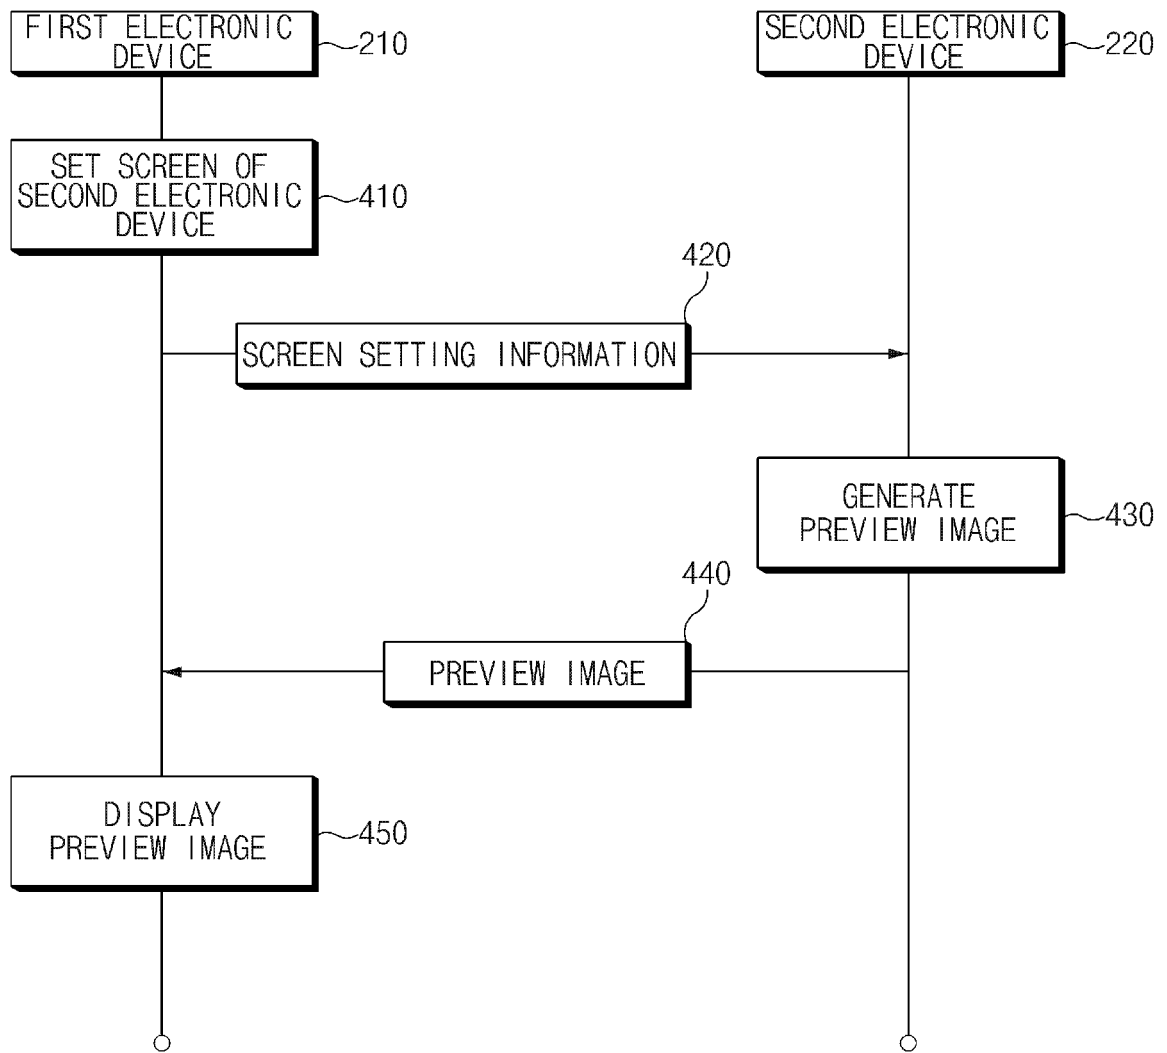 FIRST ELECTRONIC
DEVICE
210
SECOND ELECTRONIC
DEVICE
220
SET SCREEN OF
SECOND ELECTRONIC
DEVICE
410
420
SCREEN SETTING INFORMATION
GENERATE
PREVIEW IMAGE
430
440
PREVIEW IMAGE
DISPLAY
PREVIEW IMAGE
450